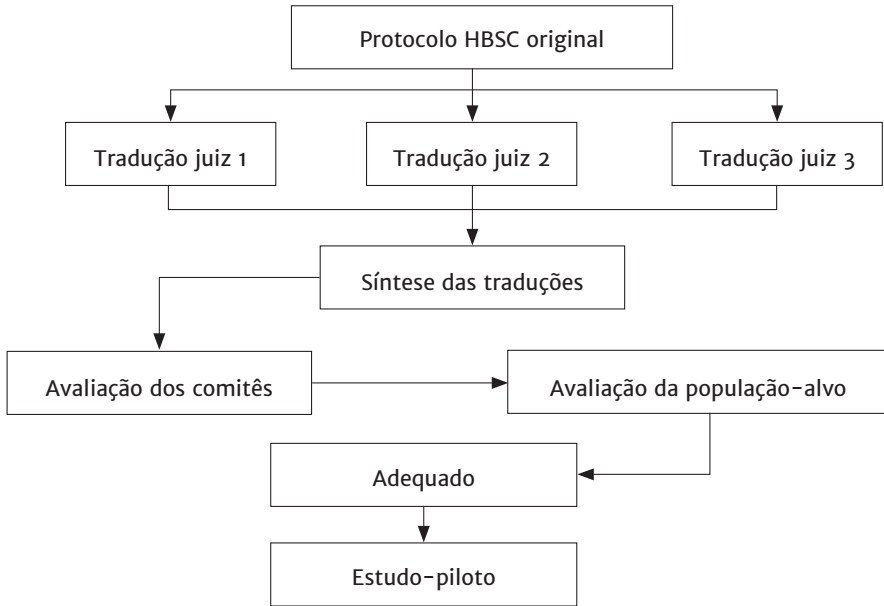 Protocolo HBSC original
Tradução juiz 1
Tradução juiz 2
Tradução juiz 3
Síntese das traduções
Avaliação dos comitês
Avaliação da população-alvo
Adequado
Estudo-piloto